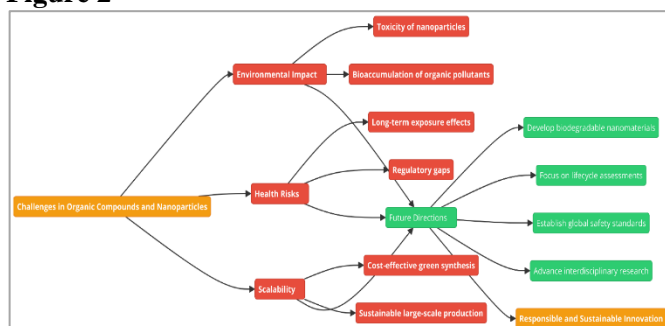 Figure 2
Toxicity of nanoparticles
Environmental Impact
Bioaccumulation of organic pollutants
Long-term exposure effects
Develop biodegradable nanomaterials
Regulatory gaps
Focus on lifecycle assessments
Health Risks
Challenges in Organic Compounds and Nanoparticles
Future Directions
Establish global safety standards
Cost-effective green synthesis
Advance interdisciplinary research
Scalability
Sustainable large-scale production
Responsible and Sustainable Innovation